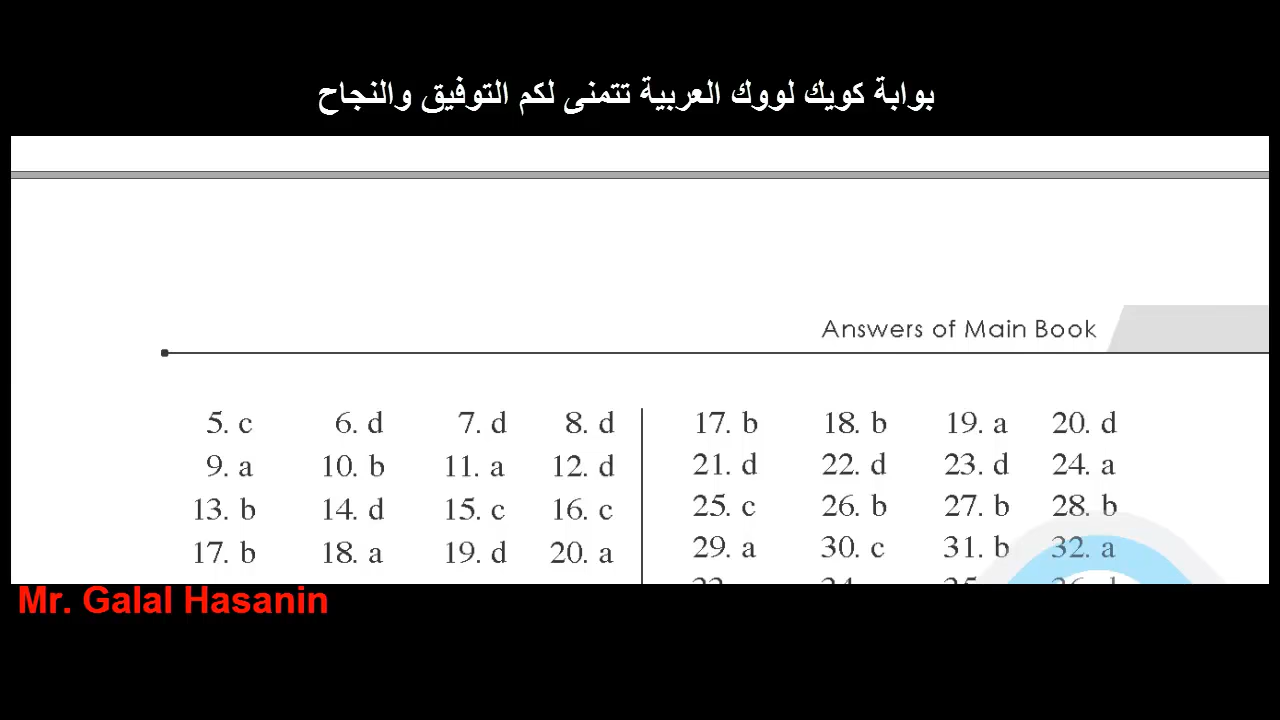 بوابة كويك لووك العربية تتمنى لكم التوفيق والنجاح
Answers of Main Book
5. c 6. d 7. d 8. d
9. a 10. b 11. a 12. d
13. b 14. d 15. c 16. c
17. b 18. a 19. d 20. a
17. b 18. b 19. a 20. d
21. d 22. d 23. d 24. a
25. c 26. b 27. b 28. b
29. a 30. c 31. b 32. a
Mr. Galal Hasanin